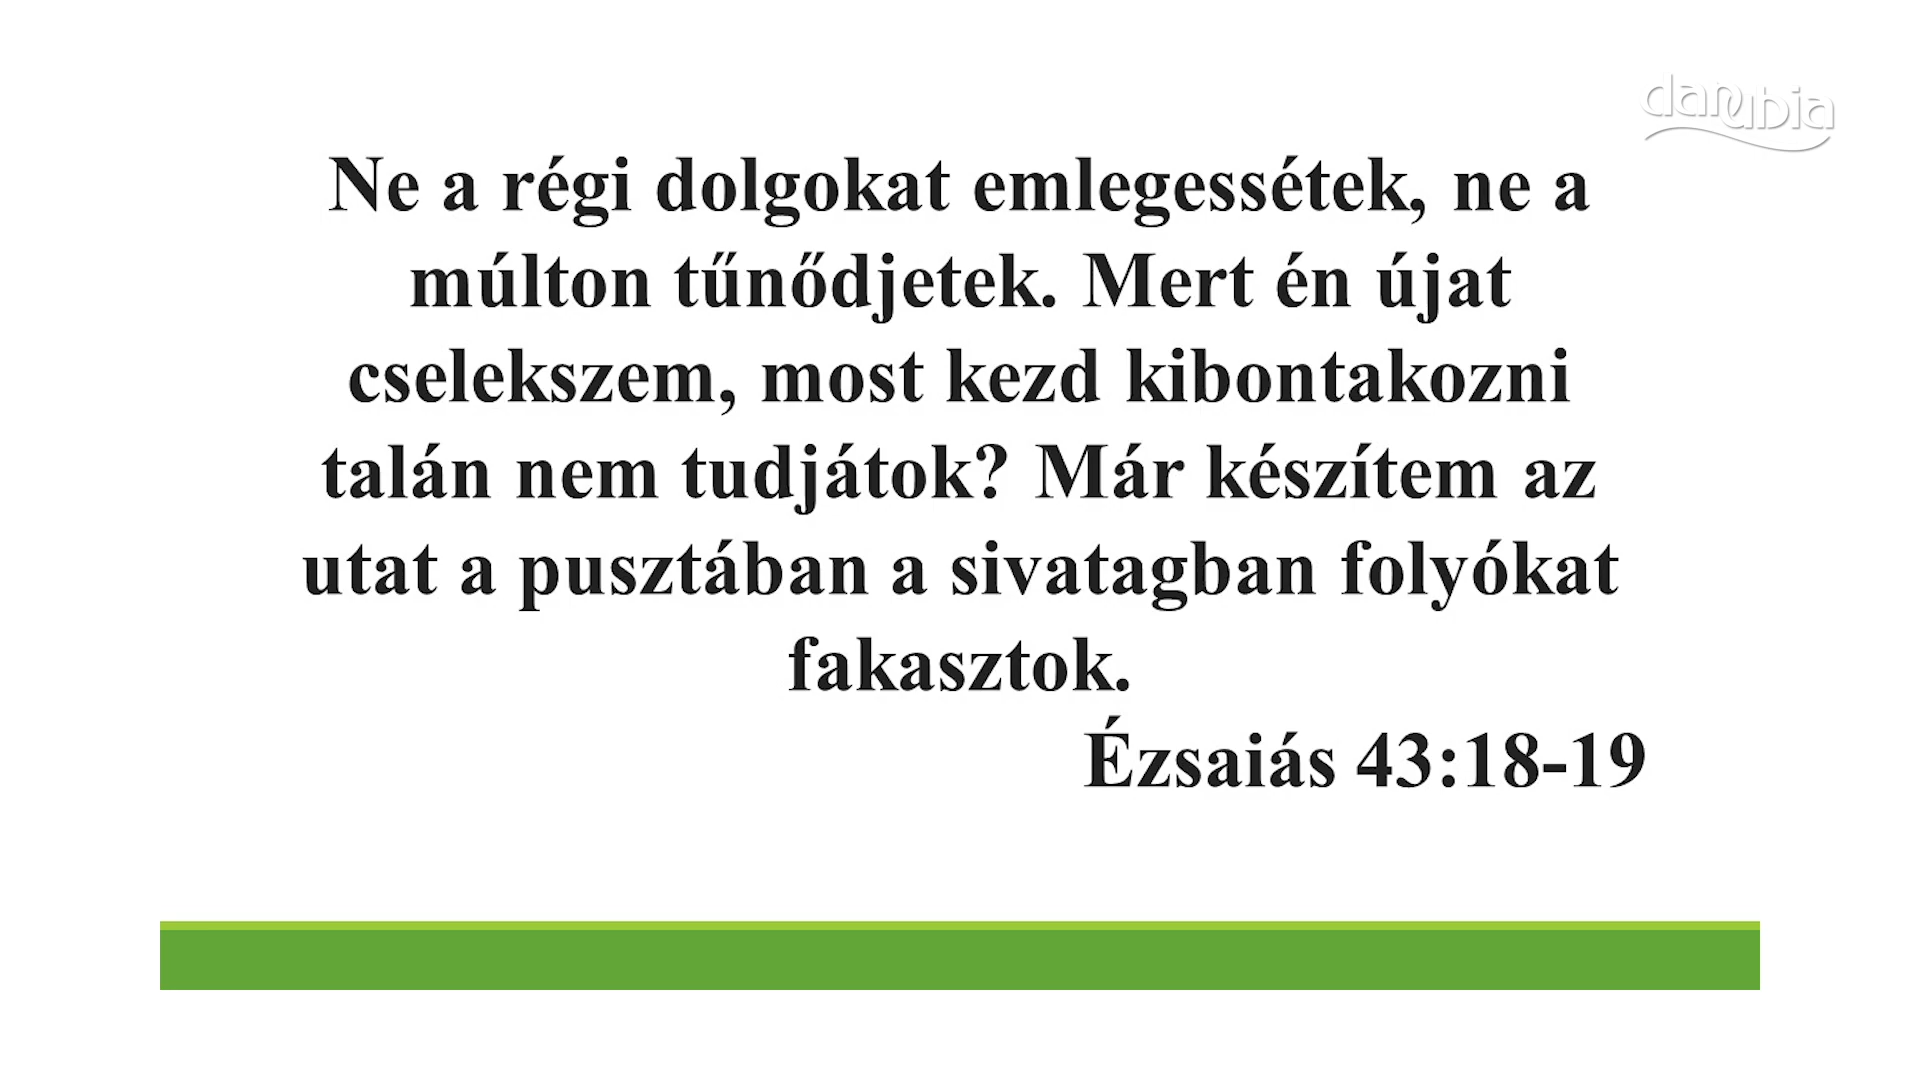 danubia
Ne a régi dolgokat emlegessétek, ne a
múlton tűnődjetek. Mert én újat
cselekszem, most kezd kibontakozni
talán nem tudjátok? Már készítem az
utat a pusztában a sivatagban folyókat
fakasztok.
Ézsaiás 43:18-19